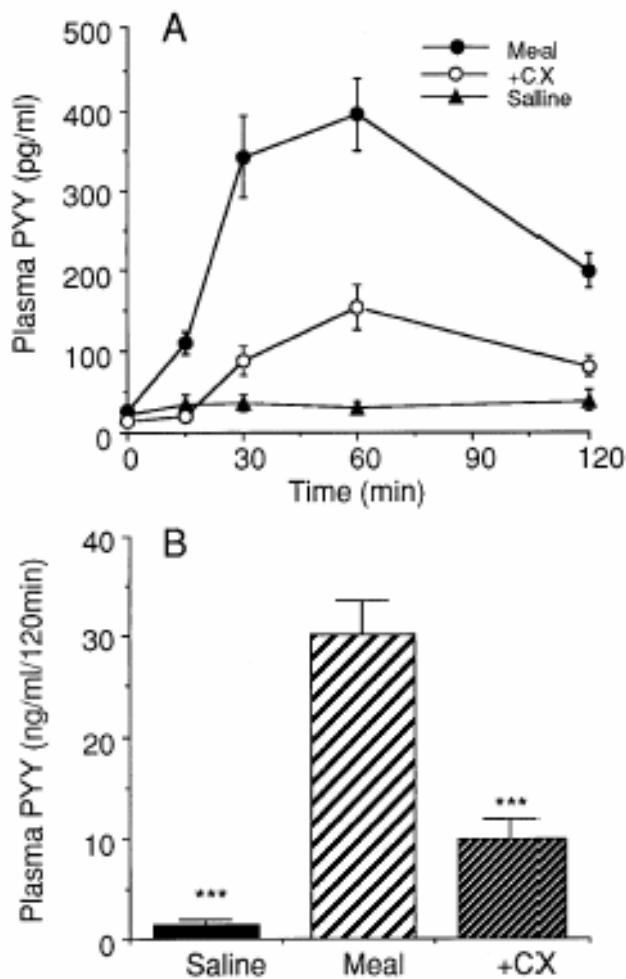 A
Plasma PYY (pg/ml)
500
400
300
200
100
0
Meal
+CX
Salline
0 30 60 90 120
Time (min)
B
Plasma PYY (ng/ml/120min)
40
30
20
10
0
***
***
Saline Meal +CX